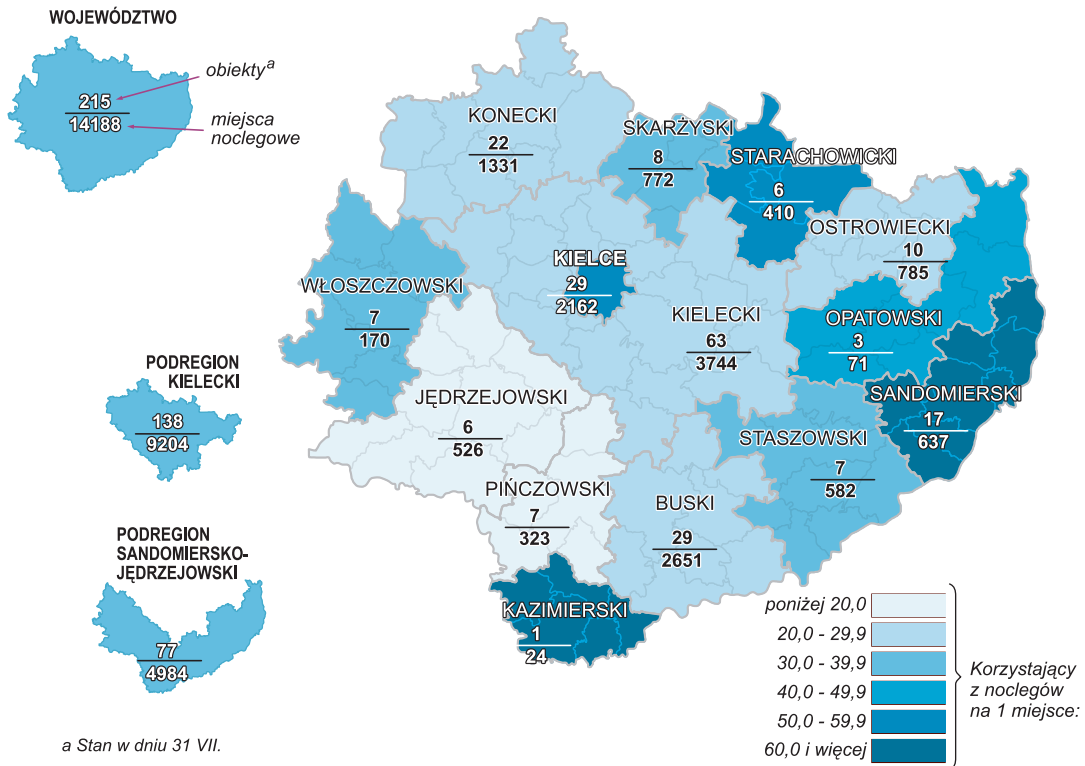 WOJEWÓDZTWO
215
14188
obiekty a
miejsca
noclegowe
PODREGION
KIELECKI
138
9204
PODREGION
SANDOMIERSKO-
JĘDRZEJOWSKI
77
4984
a Stan w dniu 31 VII.
KONECKI
22
1331
SKARŻYSKI
8
772
STARACHOWICKI
6
410
OSTROWIECKI
10
785
KIELCE
29
2162
WŁOSZCZOWSKI
7
170
KIELECKI
63
3744
OPATOWSKI
3
71
SANDOMIERSKI
17
637
JĘDRZEJOWSKI
6
526
STASZOWSKI
7
582
PIŃCZOWSKI
7
323
BUSKI
29
2651
KAZIMIERSKI
1
24
poniżej 20,0
20,0 - 29,9
30,0 - 39,9
40,0 - 49,9
50,0 - 59,9
60,0 i więcej
Korzystający
z noclegów
na 1 miejsce: